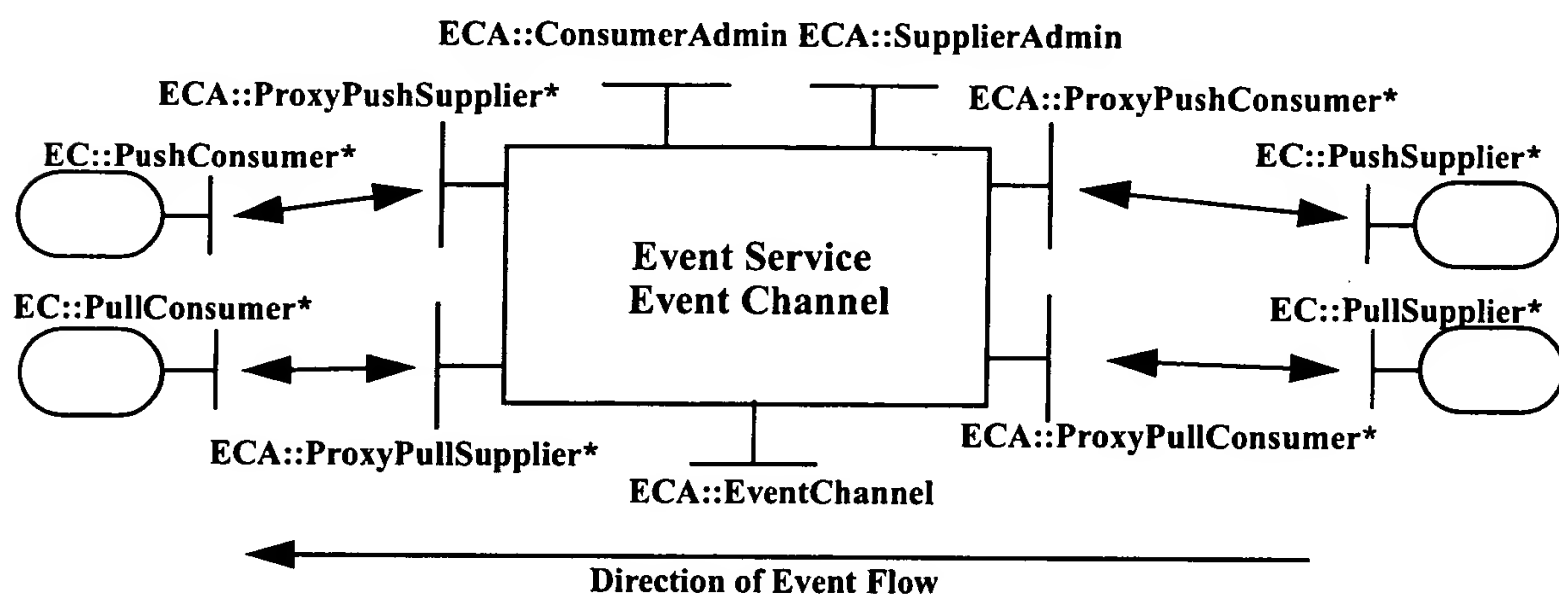 ECA::ConsumerAdmin ECA::SupplierAdmin
ECA::ProxyPushSupplier*
ECA::ProxyPushConsumer*
EC::PushConsumer*
EC::PushSupplier*
Event Service
Event Channel
EC::PullConsumer*
EC::PullSupplier*
ECA::ProxyPullSupplier*
ECA::ProxyPullConsumer*
ECA::EventChannel
Direction of Event Flow